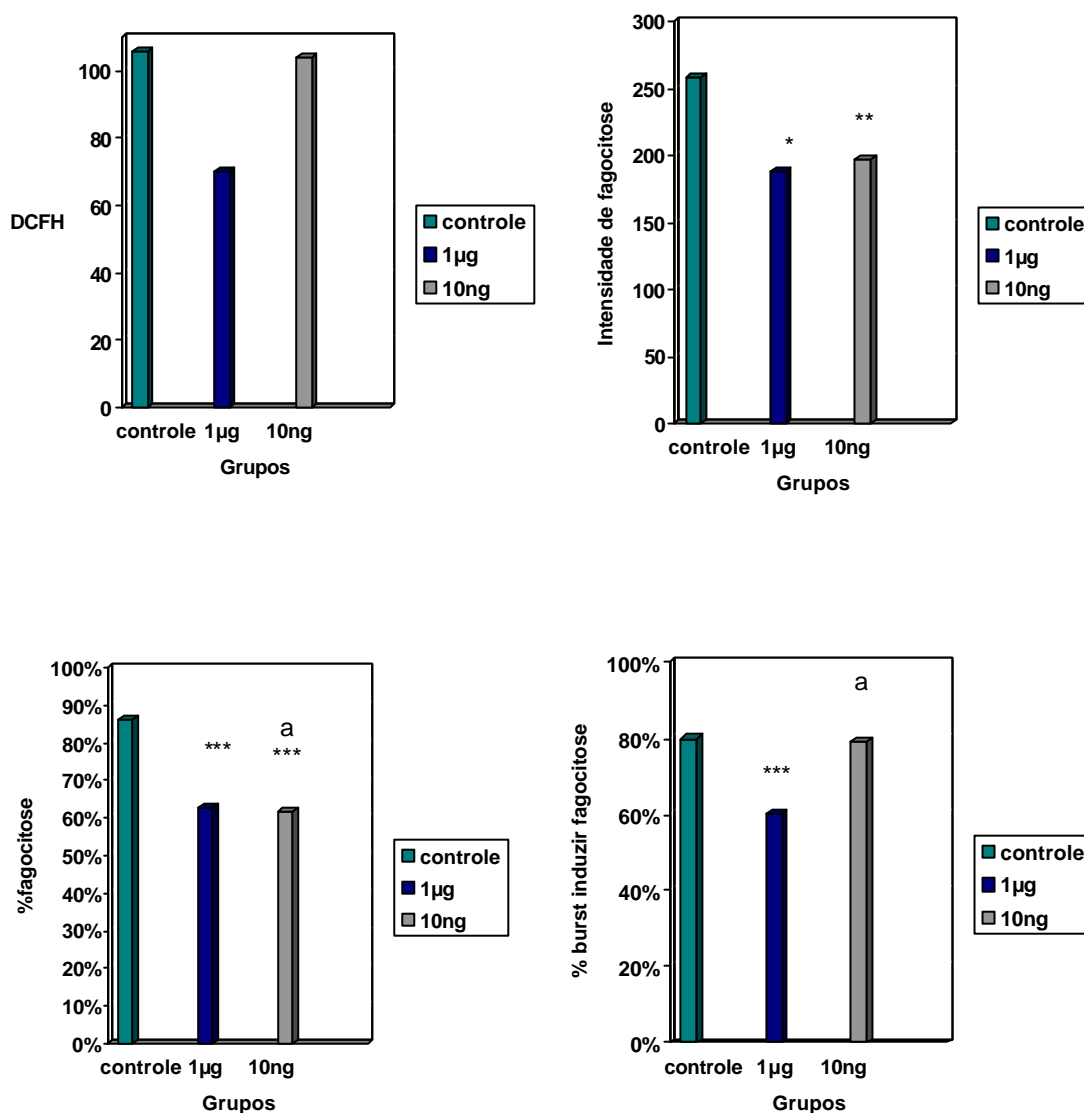 100
80
60
40
20
0
DCFH
controle 1µg 10ng
Grupos
controle
1µg
10ng
300
250
200
150
200
100
50
0
Intensidade de fagocitose
* **
controle 1µg 10ng
Grupos
controle
1µg
10ng
100%
90%
80%
70%
60%
50%
40%
30%
20%
10%
0%
%fagocitose
a
*** ***
controle 1µg 10ng
Grupos
controle
1µg
10ng
100%
80%
60%
40%
20%
0%
% burst induzir fagocitose
a
***
controle 1µg 10ng
Grupos
controle
1µg
10ng